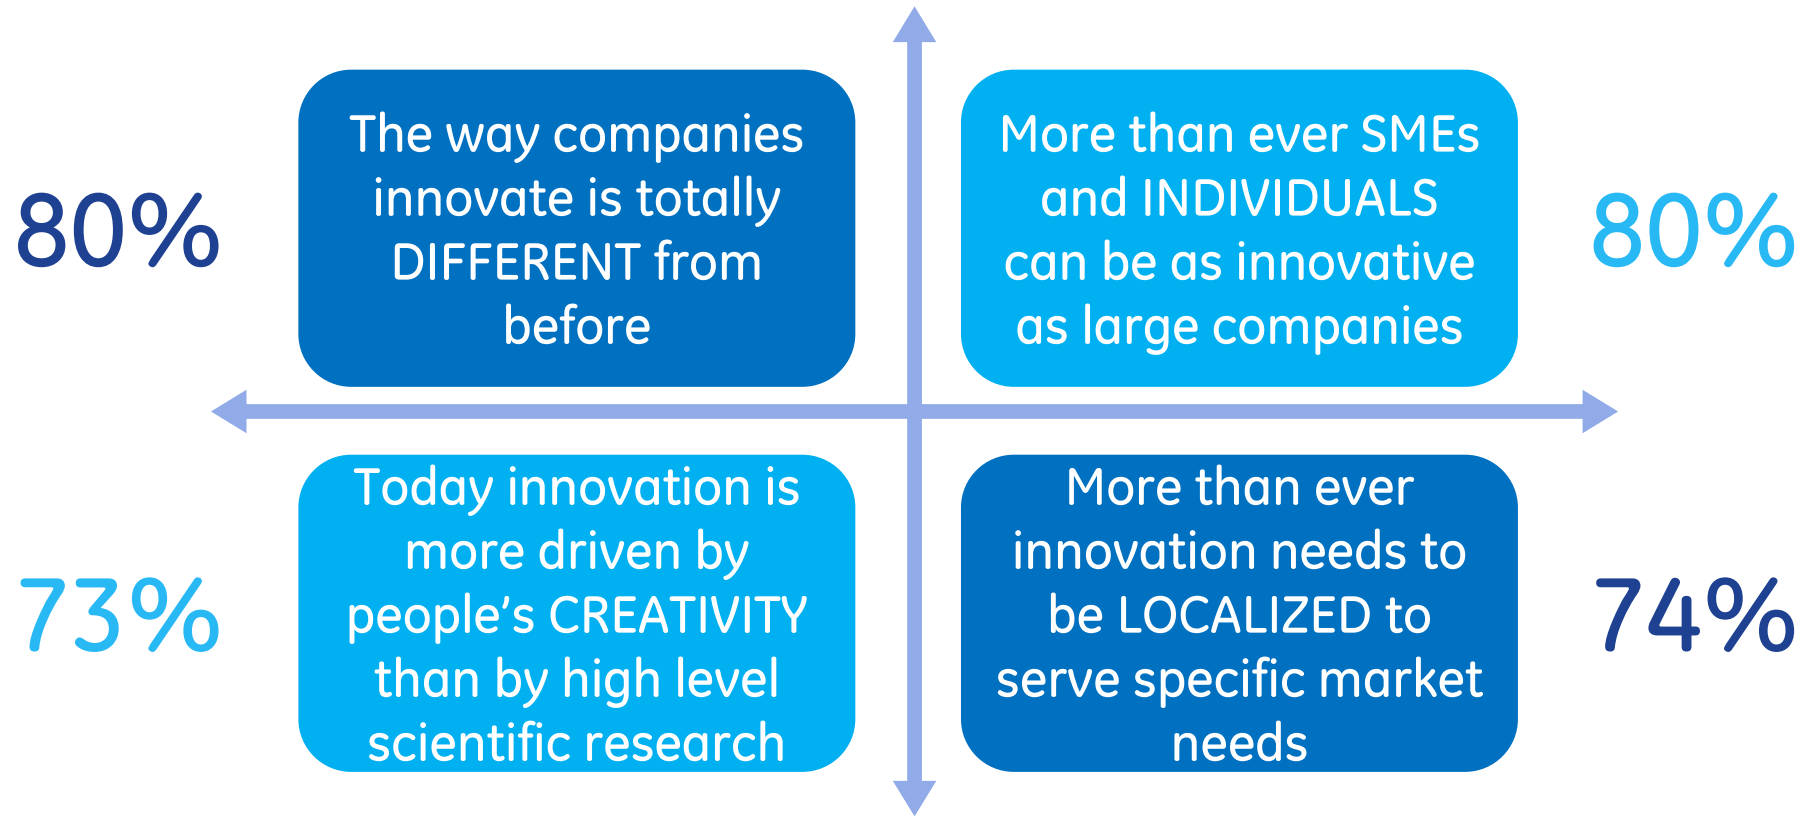 80%
The way companies
innovate is totally
DIFFERENT from
before
More than ever SMEs
and INDIVIDUALS
can be as innovative
as large companies
80%
73%
Today innovation is
more driven by
people’s CREATIVITY
than by high level
scientific research
More than ever
innovation needs to
be LOCALIZED to
serve specific market
needs
74%